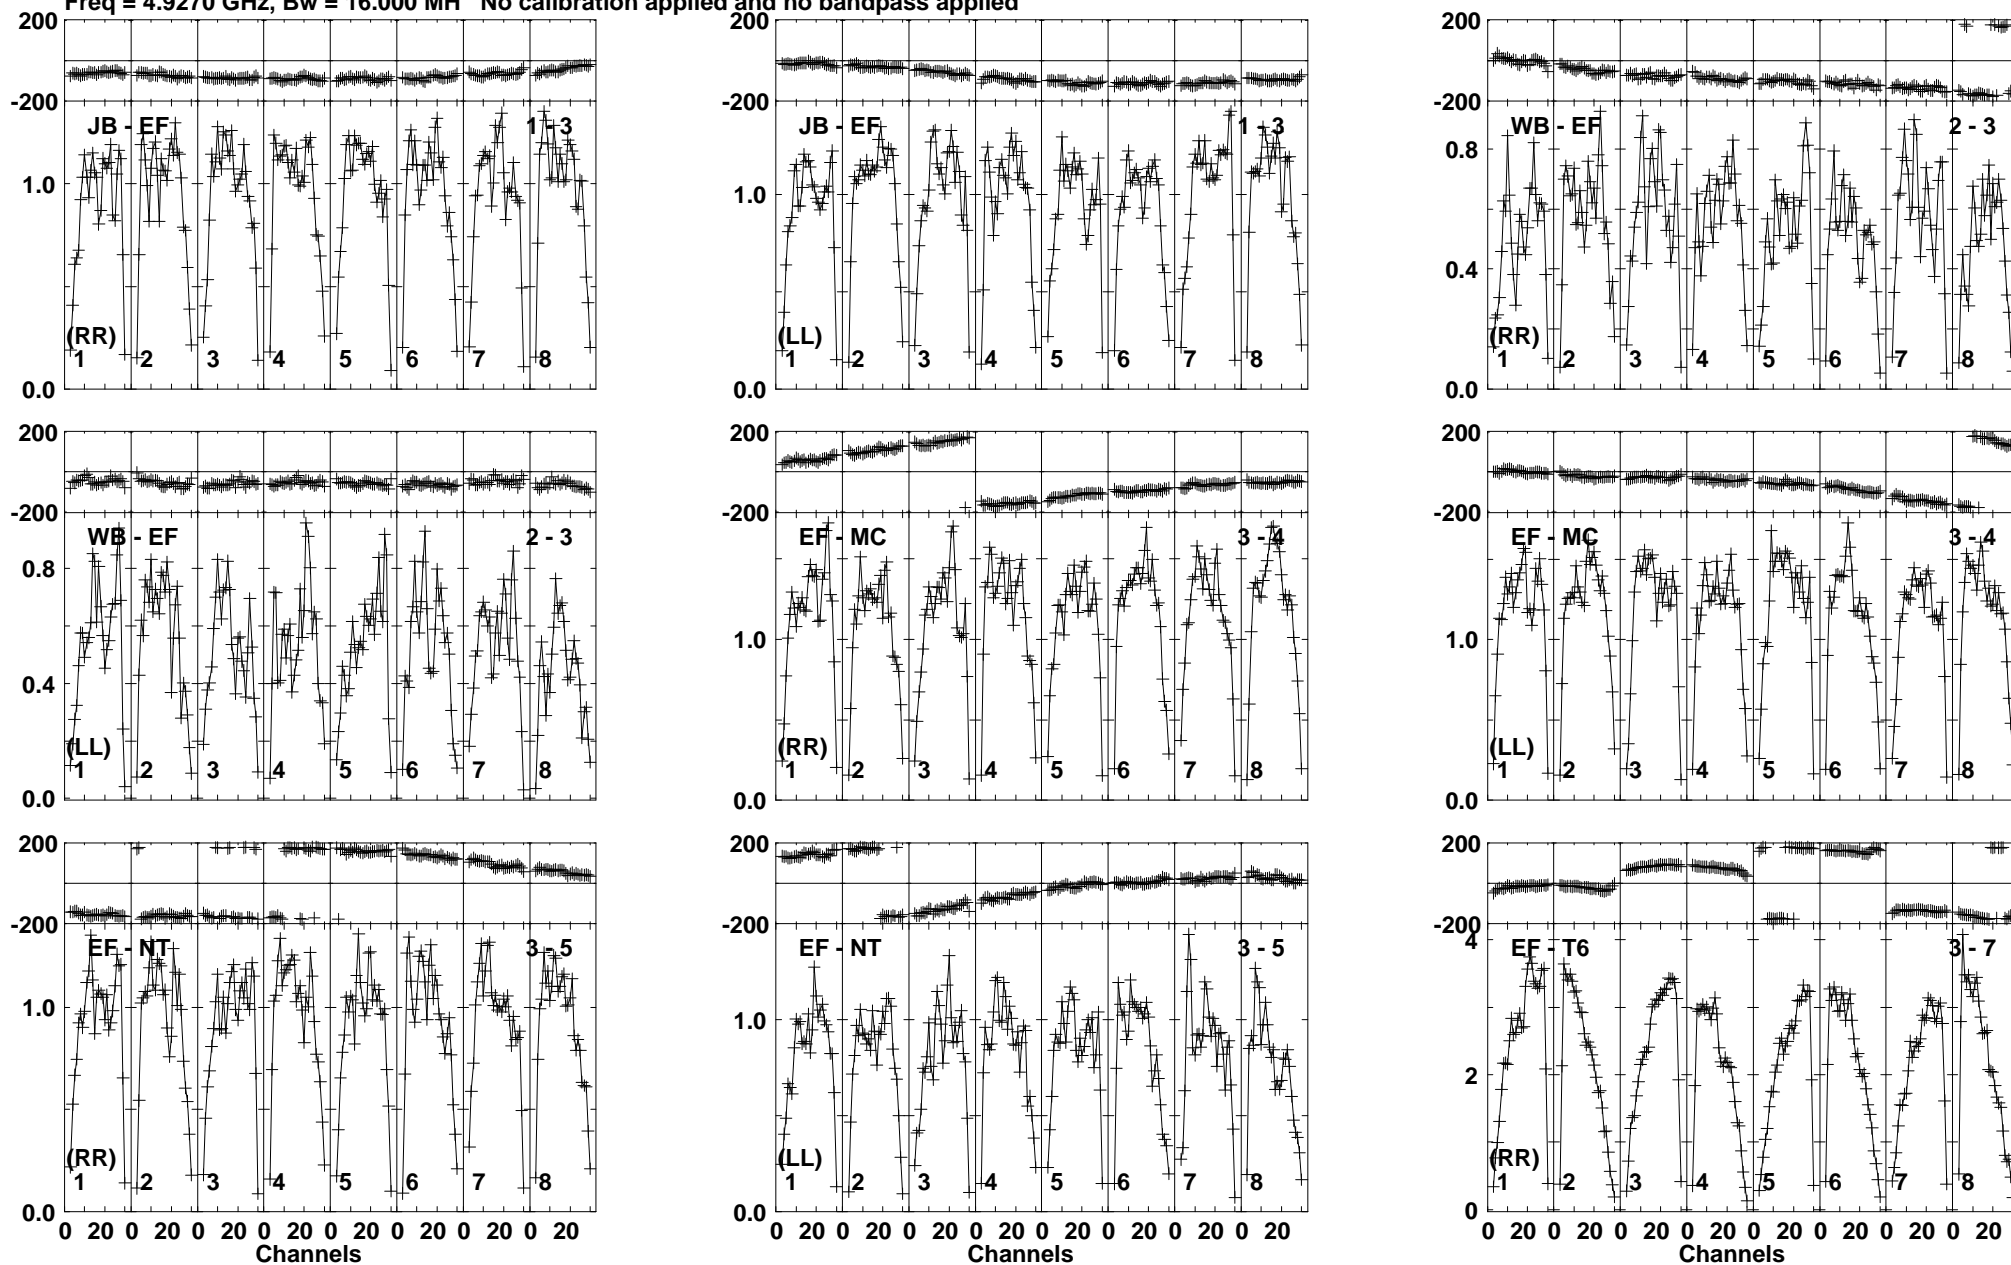 Freq = 4.9270 GHz, Bw = 16.000 MH No calibration applied and no bandpass applied
200
-200
JB - EF 1 - 3
1.0
(RR)
1 2 3 4 5 6 7 8
0.0
JB - EF 1 - 3
1.0
(LL)
1 2 3 4 5 6 7 8
0.0
200
-200
WB - EF 2 - 3
0.8
0.4
(RR)
1 2 3 4 5 6 7 8
0.0
200
-200
WB - EF 2 - 3
0.8
0.4
(LL)
1 2 3 4 5 6 7 8
0.0
200
-200
EF - MC 3 - 4
1.0
(RR)
1 2 3 4 5 6 7 8
0.0
200
-200
EF - MC 3 - 4
1.0
(LL)
1 2 3 4 5 6 7 8
0.0
200
-200
EF - NT 3 - 5
1.0
(RR)
1 2 3 4 5 6 7 8
0.0
0 20 0 20 0 20 0 20 0 20 0 20 0 20 0 20
Channels
200
-200
EF - NT 3 - 5
1.0
(LL)
1 2 3 4 5 6 7 8
0.0
0 20 0 20 0 20 0 20 0 20 0 20 0 20 0 20
Channels
200
-200
4
EF - T6 3 - 7
2
(RR)
1 2 3 4 5 6 7 8
0
0 20 0 20 0 20 0 20 0 20 0 20 0 20 0 20
Channels